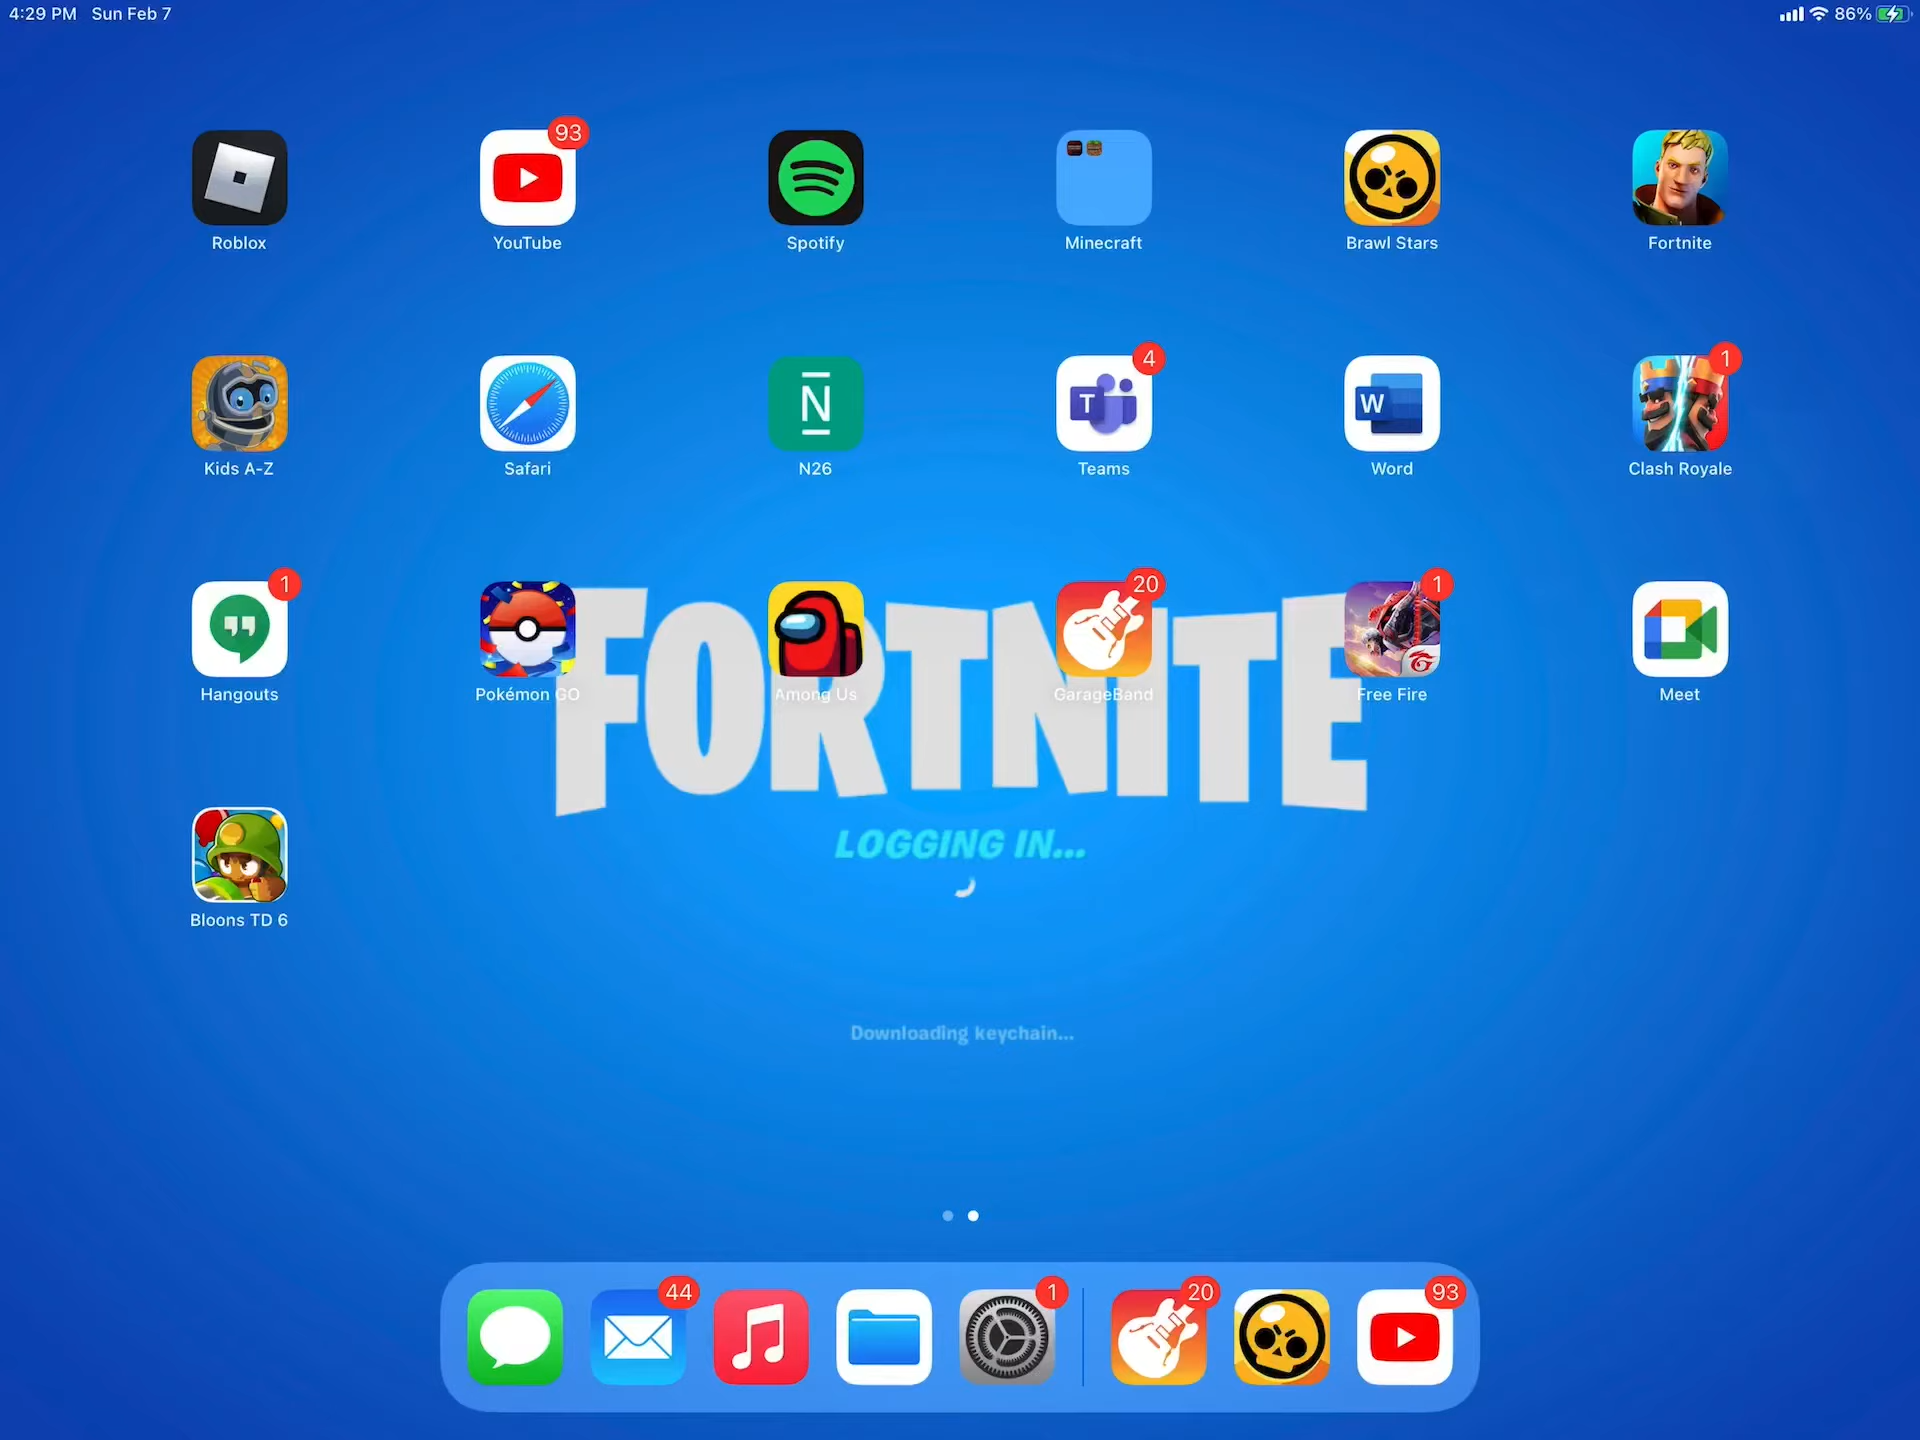 4:29 PM Sun Feb 7 86%
93
Roblox YouTube Spotify Minecraft Brawl Stars Fortnite
4 1
N T W
Kids A-Z Safari N26 Teams Word Clash Royale
1 20 1
Hangouts Pokémon GO Among Us GarageBand Free Fire Meet
FORTNITE
LOGGING IN...
Bloons TD 6
Downloading keychain...
44 1 20 93